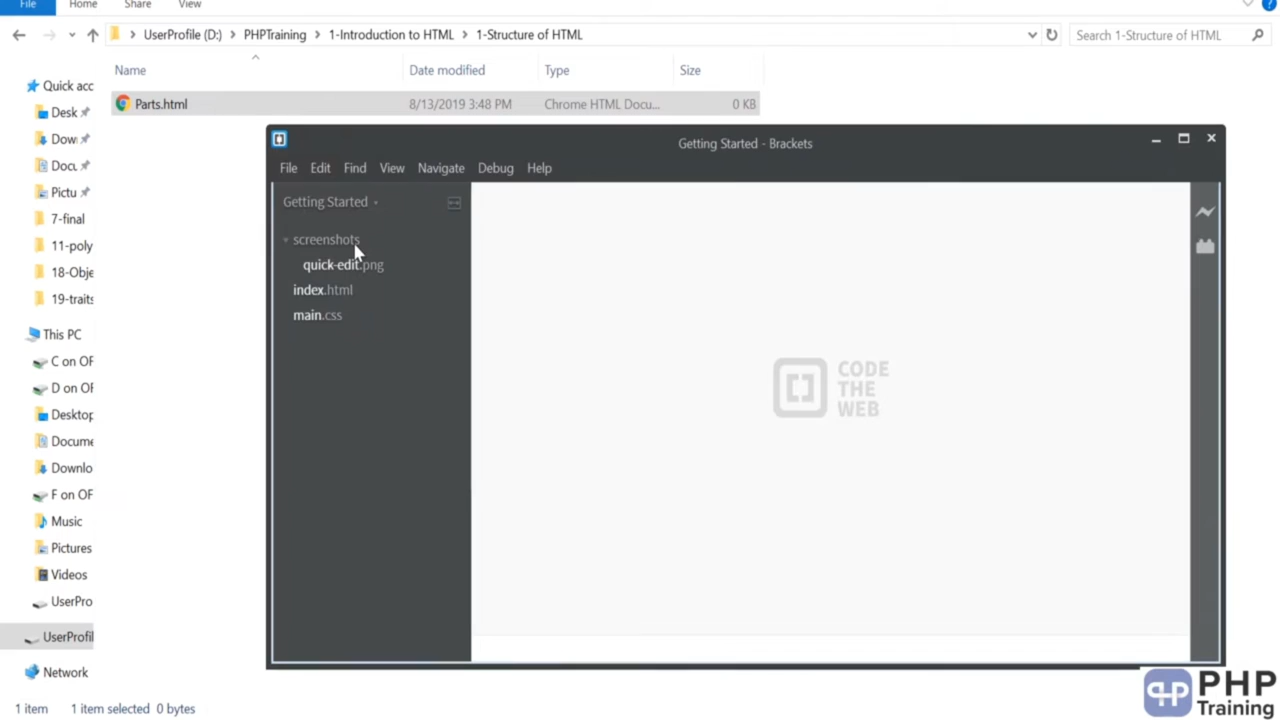 File Home Share View
UserProfile (D:) PHPTraining 1-Introduction to HTML 1-Structure of HTML Search 1-Structure of HTML
Name Date modified Type Size
Parts.html 8/13/2019 3:48 PM Chrome HTML Docu... 0 KB
Quick acc
Desk
Dow
Docu
Pictu
7-final
11-poly
18-Obje
19-traits
This PC
C on OF
D on OF
Desktop
Docume
Downlo
F on OF
Music
Pictures
Videos
UserPro
UserProfil
Network
1 item 1 item selected 0 bytes
Getting Started - Brackets
File Edit Find View Navigate Debug Help
Getting Started
screenshots
quick-edit.png
index.html
main.css
CODE
THE
WEB
PHP
Training